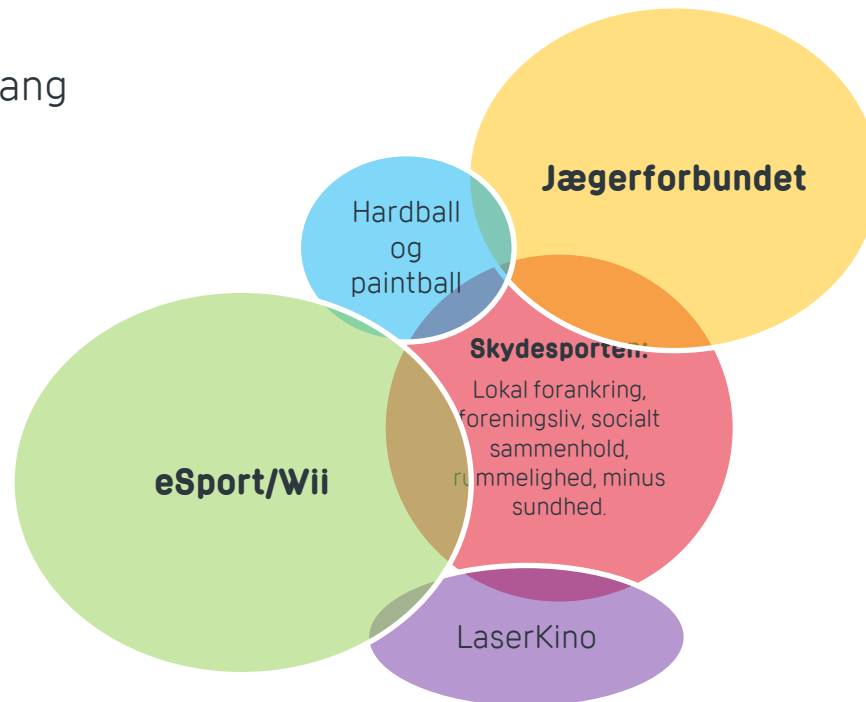 ang
Jægerforbundet
Hardball
og
paintball
Skydesporten:
Lokal forankring,
foreningsliv, socialt
sammenhold,
rummelighed, minus
sundhed.
eSport/Wii
LaserKino